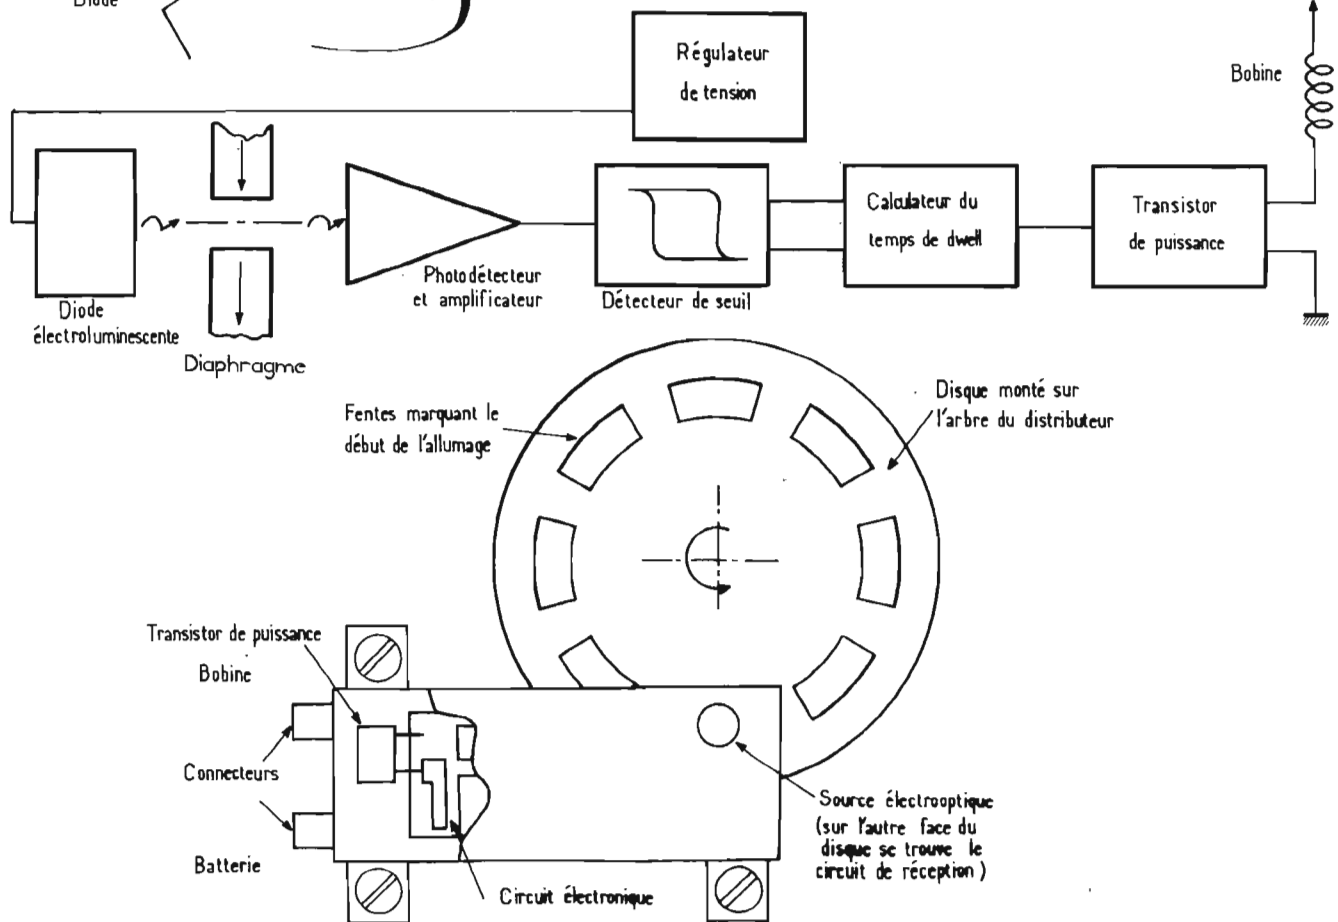 Diode
Régulateur
de tension
Bobine
Calculateur du
temps de dwell
Transistor
de puissance
Photodétecteur
et amplificateur
Détecteur de seuil
Diode
électroluminescente
Diaphragme
Fentes marquant le
début de l'allumage
Disque monté sur
l'arbre du distributeur
Transistor de puissance
Bobine
Connecteurs
Batterie
Circuit électronique
Source électrooptique
(sur l'autre face du
disque se trouve le
circuit de réception)